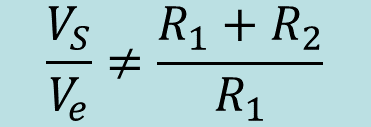 V_S / V_e ≠ (R_1 + R_2) / R_1